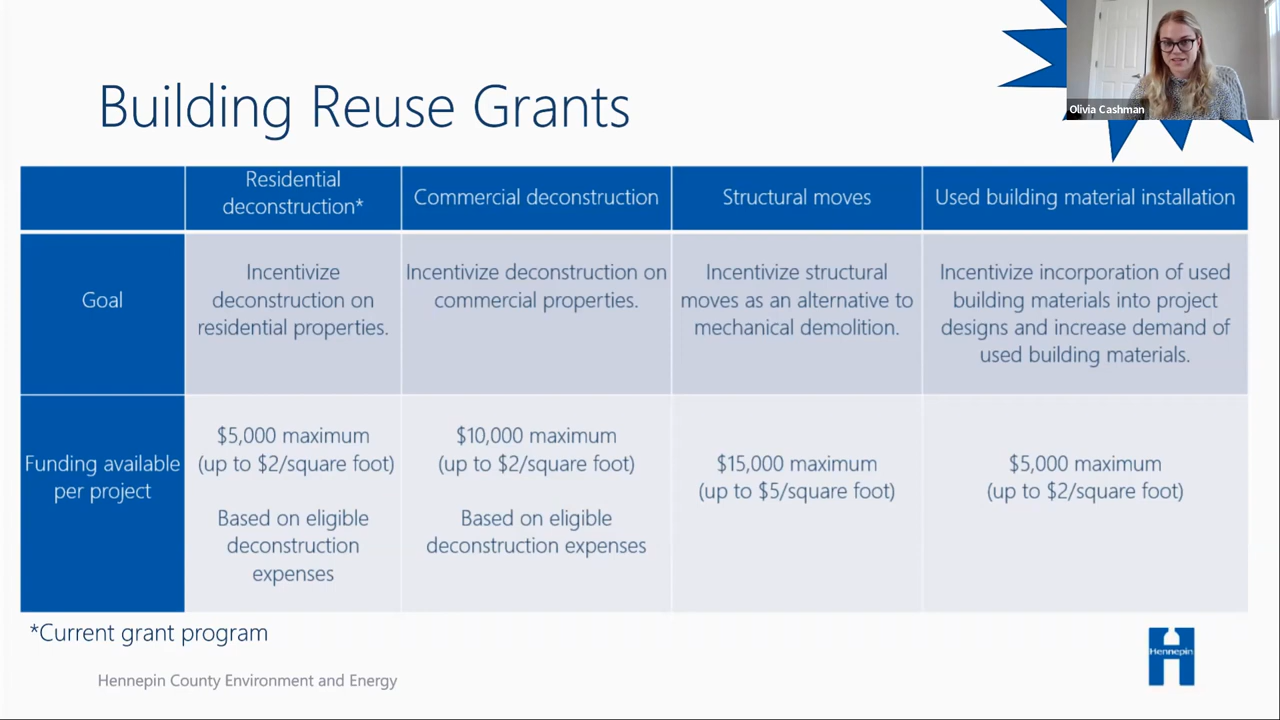 Olivia Cashman
Building Reuse Grants
Residential
deconstruction*
Commercial deconstruction
Structural moves
Used building material installation
Goal
Incentivize
deconstruction on
residential properties.
Incentivize deconstruction on
commercial properties.
Incentivize structural
moves as an alternative to
mechanical demolition.
Incentivize incorporation of used
building materials into project
designs and increase demand of
used building materials.
Funding available
per project
$5,000 maximum
(up to $2/square foot)
Based on eligible
deconstruction
expenses
$10,000 maximum
(up to $2/square foot)
Based on eligible
deconstruction expenses
$15,000 maximum
(up to $5/square foot)
$5,000 maximum
(up to $2/square foot)
*Current grant program
Hennepin
Hennepin County Environment and Energy